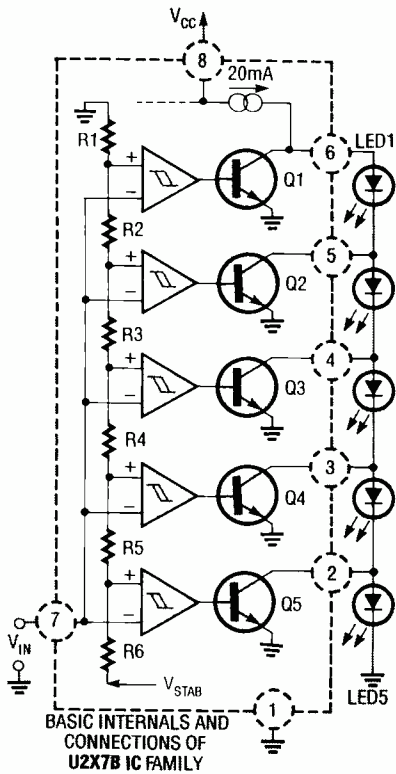 VCC
8
20mA
R1
6
LED1
+
−
Q1
R2
5
+
−
Q2
R3
4
+
−
Q3
R4
3
+
−
Q4
R5
2
+
−
Q5
7
VIN
R6
VSTAB
1
LED5
BASIC INTERNALS AND
CONNECTIONS OF
U2X7B IC FAMILY